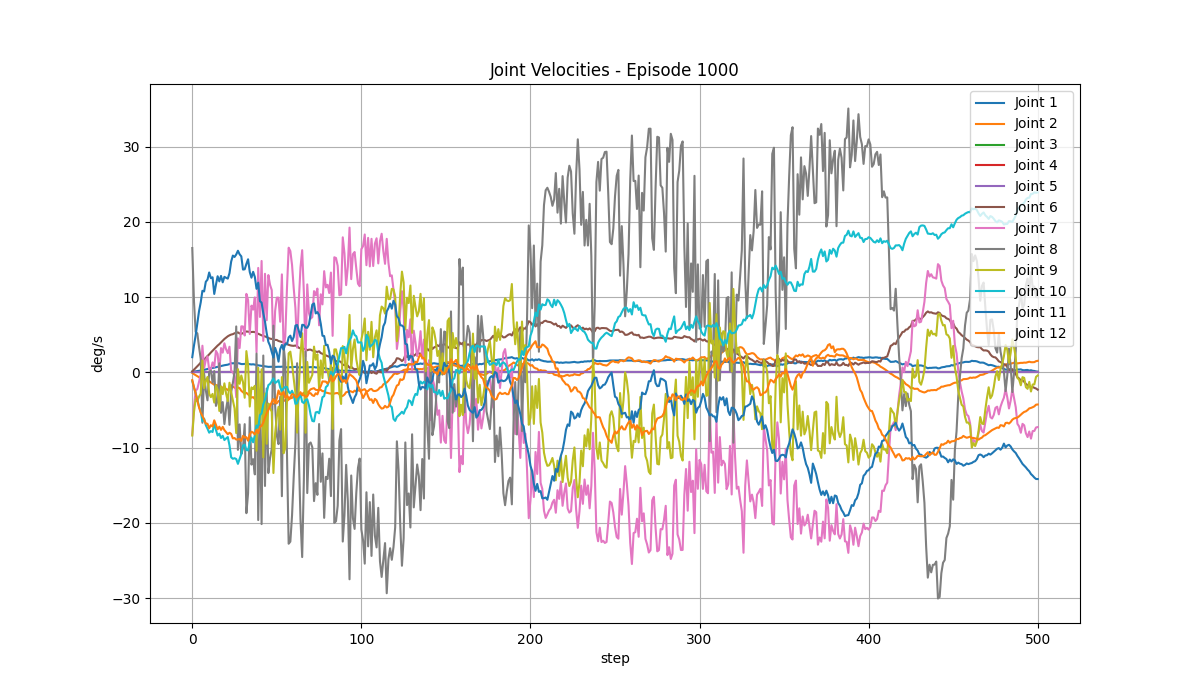 Joint Velocities - Episode 1000
deg/s
30
20
10
0
−10
−20
−30
0
100
200
300
400
500
step
Joint 1
Joint 2
Joint 3
Joint 4
Joint 5
Joint 6
Joint 7
Joint 8
Joint 9
Joint 10
Joint 11
Joint 12